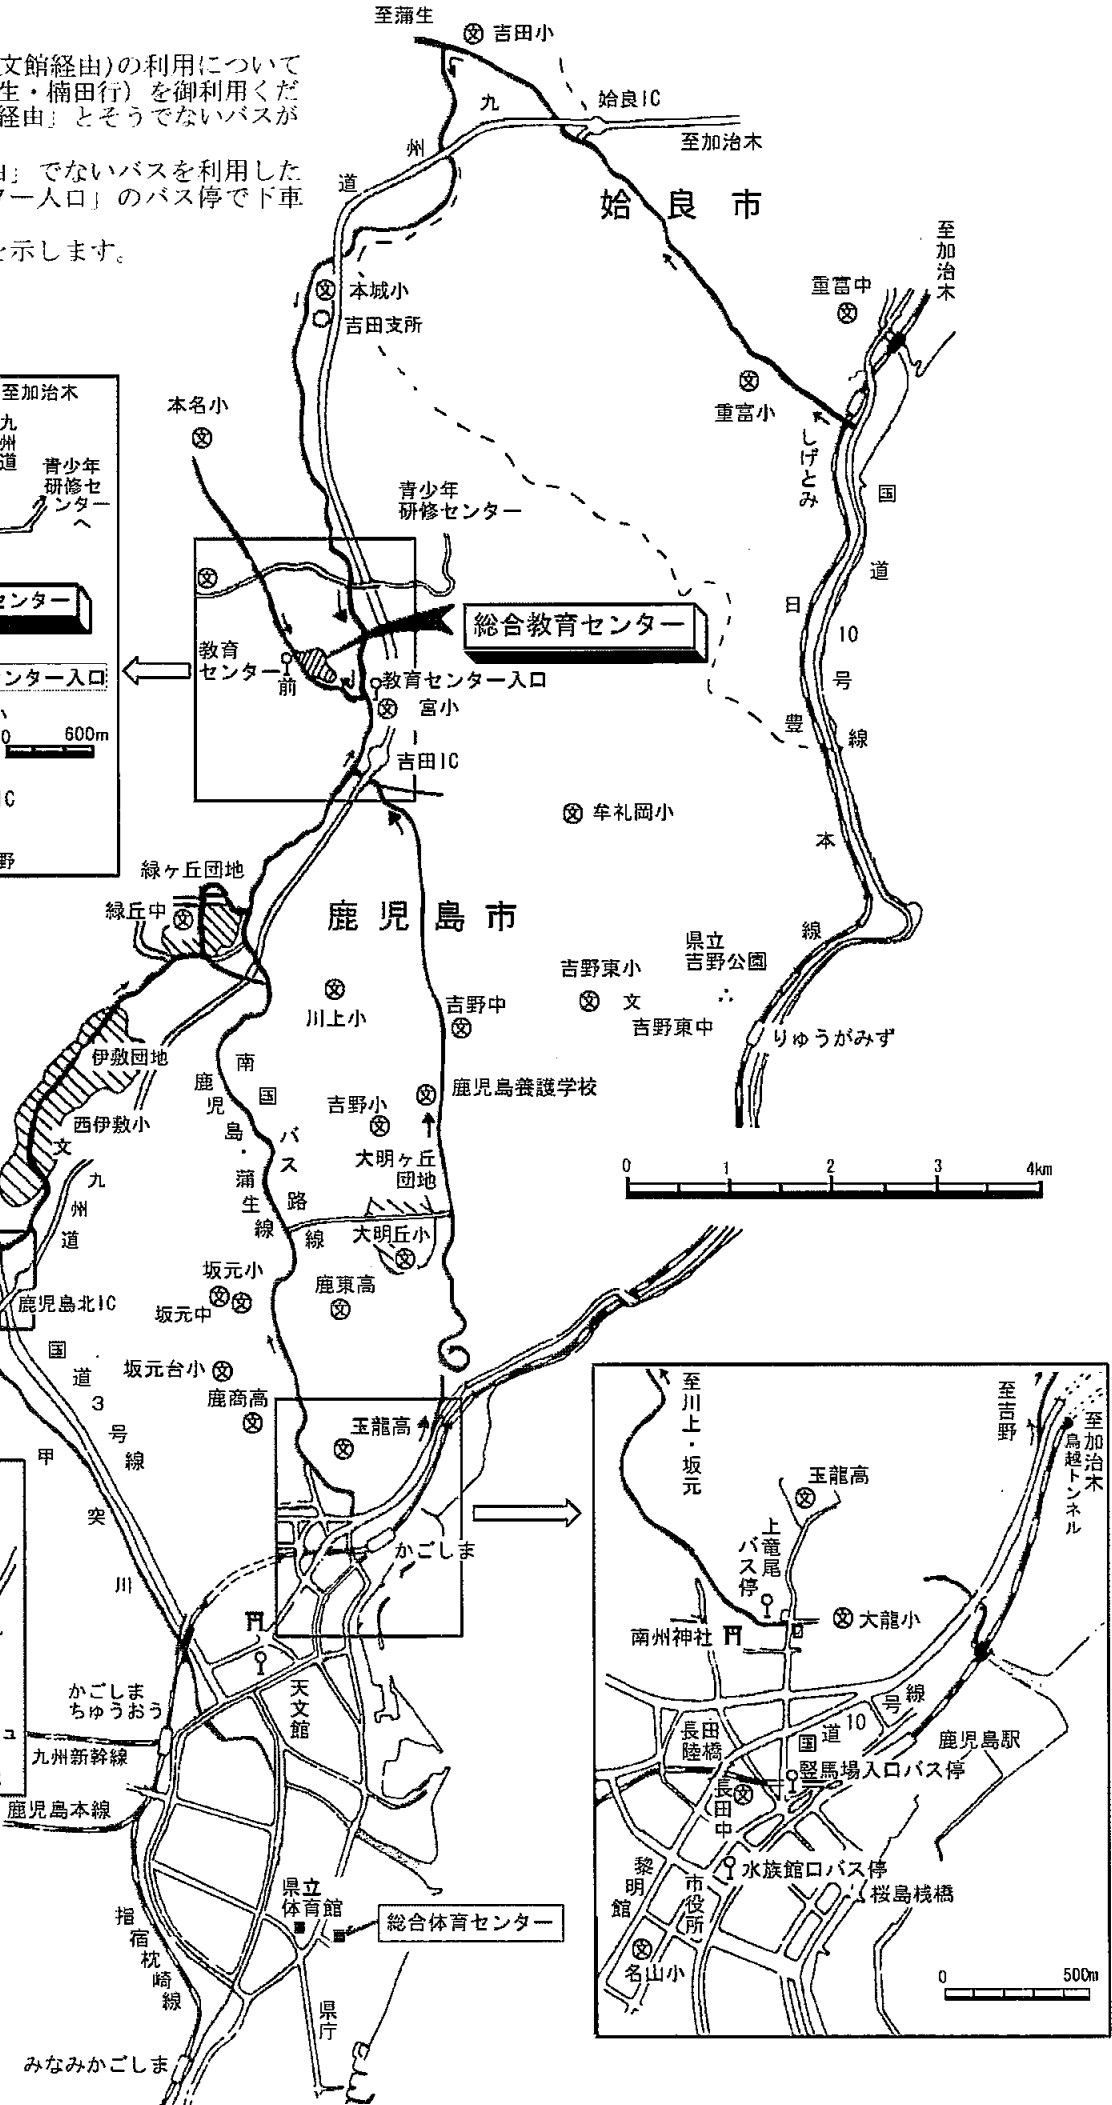 文館経由)の利用について
生・楠田行) を御利用くだ
経由」とそうでないバスが
由」でないバスを利用した
ター入口」のバス停で下車
を示します。
至蒲生
吉田小
九
州
道
姶良IC
至加治木
姶良市
至加治木
重富中
本城小
吉田支所
重富小
しげとみ
至加治木
九州道
青少年
研修セ
ンター
へ
本名小
青少年
研修センター
国
道
10
号
線
日
豊
本
線
センター
総合教育センター
教育
センター
前
教育センター入口
ンター入口
宮小
0
600m
吉田IC
IC
野
牟礼岡小
緑ヶ丘団地
緑丘中
鹿児島市
県立
吉野公園
吉野東小
文
吉野東中
川上小
吉野中
りゅうがみず
伊敷団地
南
国
バ
ス
路
線
鹿
児
島
・
蒲
生
線
鹿児島養護学校
吉野小
西伊敷小
文
大明ヶ丘
団地
0
1
2
3
4km
九
州
道
大明丘小
坂元小
坂元中
鹿東高
鹿児島北IC
国
道
3
号
線
坂元台小
鹿商高
玉龍高
甲
突
川
かごしま
天文館
かごしま
ちゅうおう
ュ
九州新幹線
鹿児島本線
県立
体育館
総合体育センター
指
宿
枕
崎
線
県庁
みなみかごしま
至川上・坂元
至吉野
至加治木
鳥越トンネル
玉龍高
上竜尾
バス停
大龍小
南州神社
国
道
10
号
線
長田
陸橋
鹿児島駅
竪馬場入口バス停
長田中
水族館口バス停
黎明館
市役所
桜島桟橋
名山小
0
500m